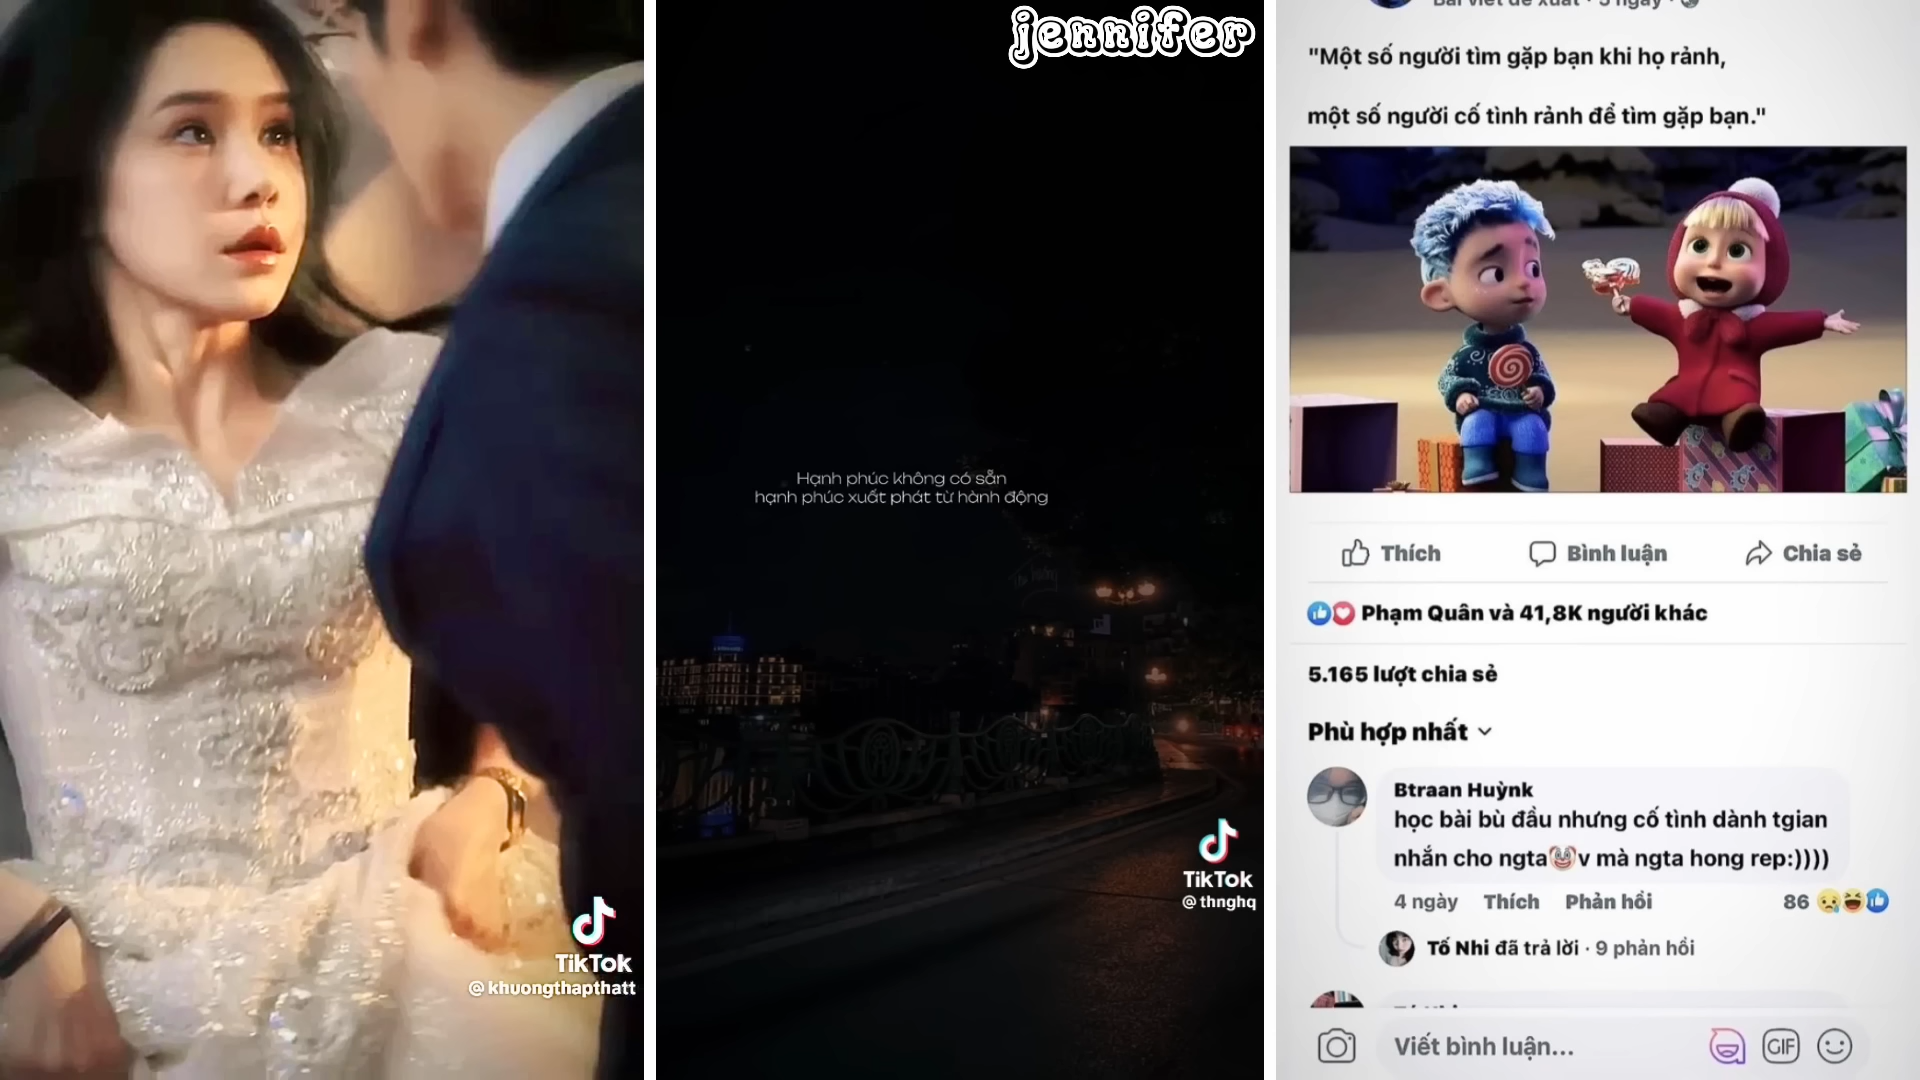 TikTok
@khuongthapthatt
jennifer
Hạnh phúc không có sẵn
hạnh phúc xuất phát từ hành động
TikTok
@thnghq
"Một số người tìm gặp bạn khi họ rảnh,
một số người cố tình rảnh để tìm gặp bạn."
Thích
Bình luận
Chia sẻ
Phạm Quân và 41,8K người khác
5.165 lượt chia sẻ
Phù hợp nhất
Btraan Huỳnk
học bài bù đầu nhưng cố tình dành tgian
nhắn cho ngta🤡v mà ngta hong rep:))))
4 ngày Thích Phản hồi 86
Tố Nhi đã trả lời · 9 phản hồi
Viết bình luận...
GIF